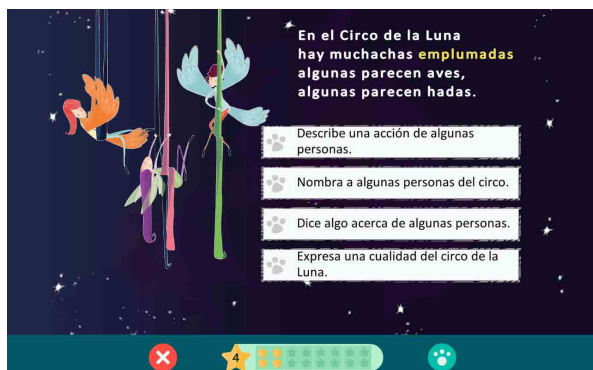 En el Circo de la Luna
hay muchachas emplumadas
algunas parecen aves,
algunas parecen hadas.
Describe una acción de algunas
personas.
Nombra a algunas personas del circo.
Dice algo acerca de algunas personas.
Expresa una cualidad del circo de la
Luna.
4